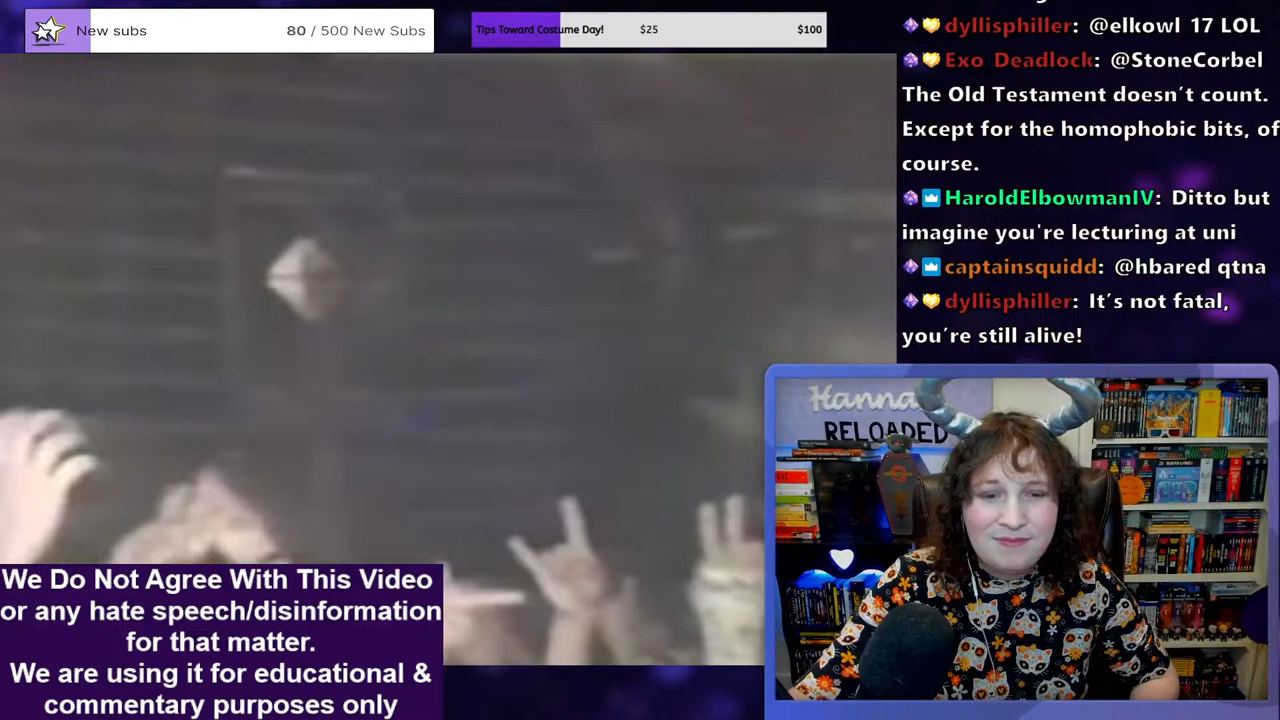 New subs
80 / 500 New Subs
Tips Toward Costume Day!
$25
$100
dyllisphiller: @elkowl 17 LOL
Exo Deadlock: @StoneCorbel
The Old Testament doesn't count.
Except for the homophobic bits, of
course.
HaroldElbowmanIV: Ditto but
imagine you're lecturing at uni
captainsquidd: @hbared qtna
dyllisphiller: It's not fatal,
you're still alive!
RELOADED
We Do Not Agree With This Video
or any hate speech/disinformation
for that matter.
We are using it for educational &
commentary purposes only